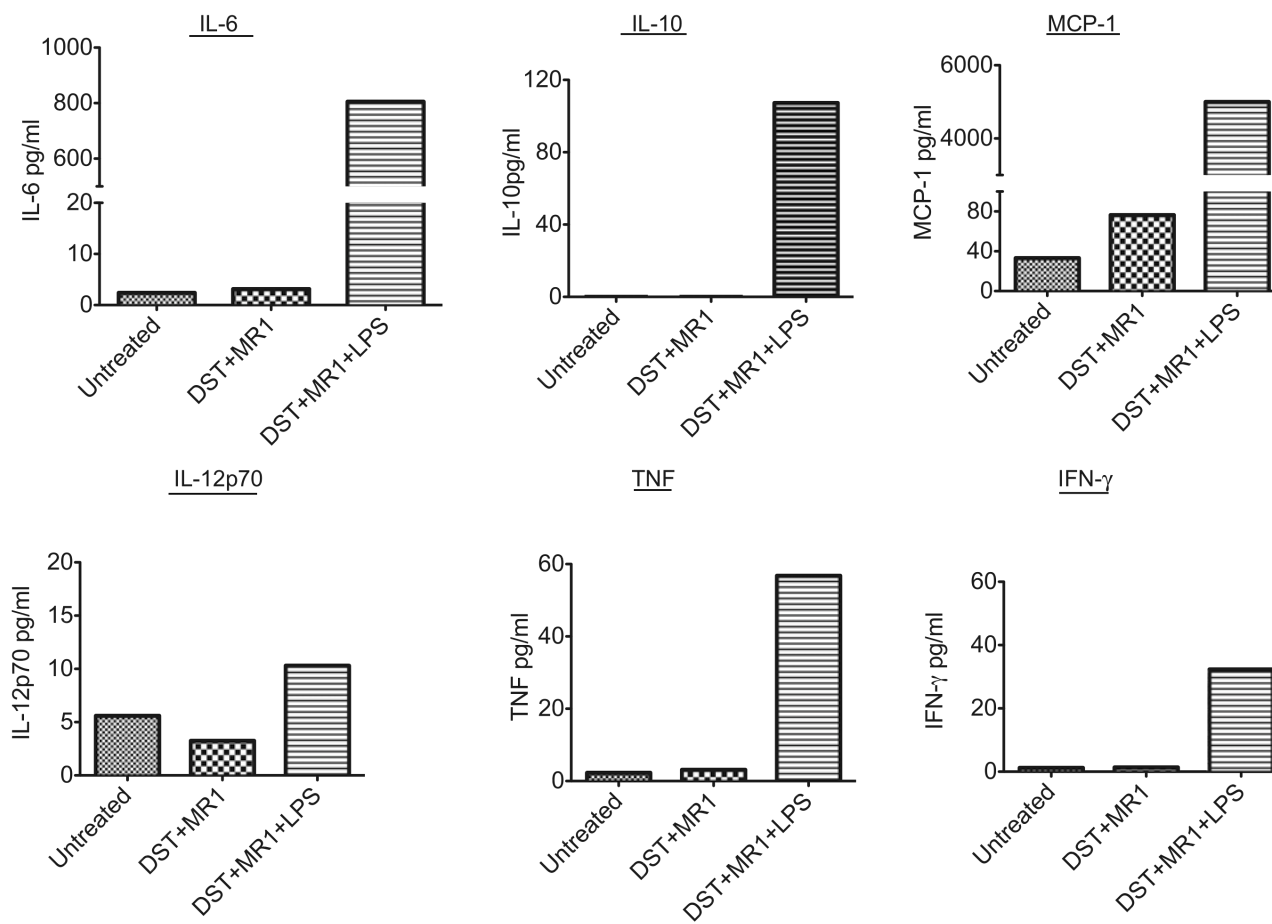 IL-6
IL-6 pg/ml
1000
800
600
20
10
0
Untreated
DST+MR1
DST+MR1+LPS
IL-10
IL-10pg/ml
120
80
40
0
Untreated
DST+MR1
DST+MR1+LPS
MCP-1
MCP-1 pg/ml
6000
4000
80
40
0
Untreated
DST+MR1
DST+MR1+LPS
IL-12p70
IL-12p70 pg/ml
20
15
10
5
0
Untreated
DST+MR1
DST+MR1+LPS
TNF
TNF pg/ml
60
40
20
0
Untreated
DST+MR1
DST+MR1+LPS
IFN-γ
IFN-γ pg/ml
60
40
20
0
Untreated
DST+MR1
DST+MR1+LPS